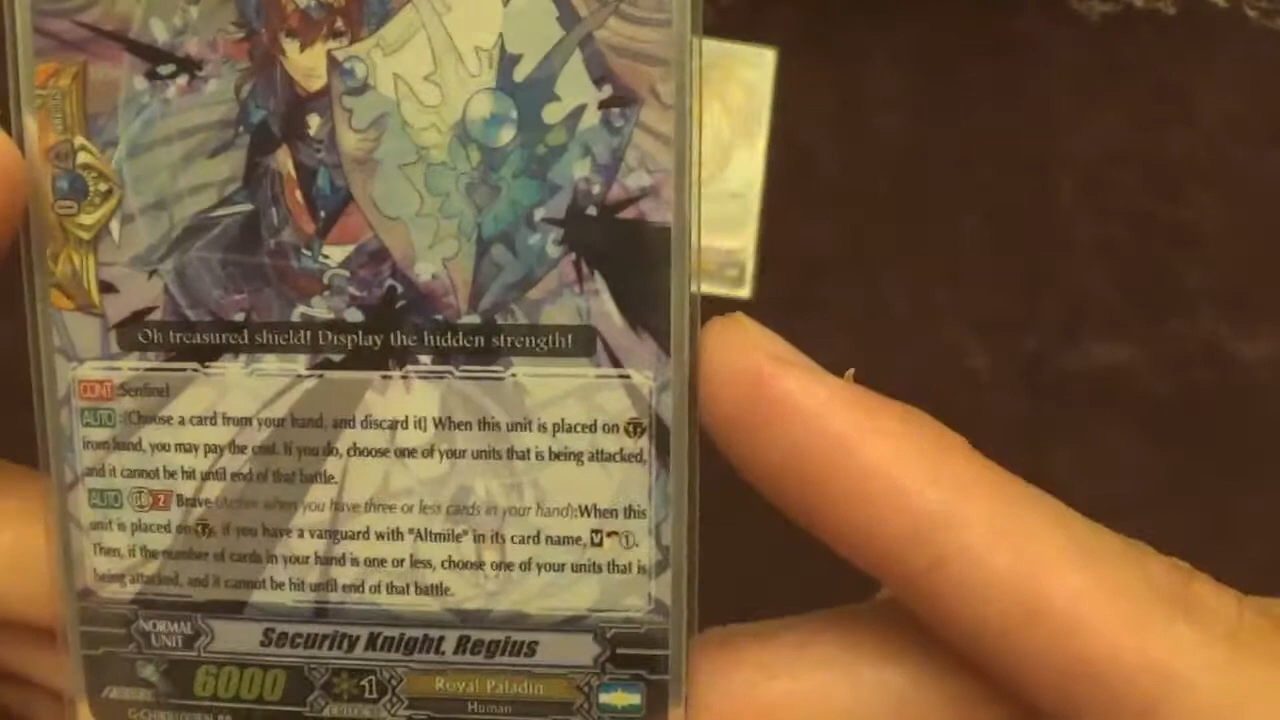 Oh treasured shield! Display the hidden strength!
CONT :Sentinel
AUTO :[Choose a card from your hand, and discard it] When this unit is placed on
from hand, you may pay the cost. If you do, choose one of your units that is being attacked,
and it cannot be hit until end of that battle.
AUTO 2 Brave-(Active when you have three or less cards in your hand):When this
unit is placed on , if you have a vanguard with "Altmile" in its card name, V 1.
Then, if the number of cards in your hand is one or less, choose one of your units that is
being attacked, and it cannot be hit until end of that battle.
NORMAL
UNIT
Security Knight, Regius
6000
1
CRITICAL
Royal Paladin
Human